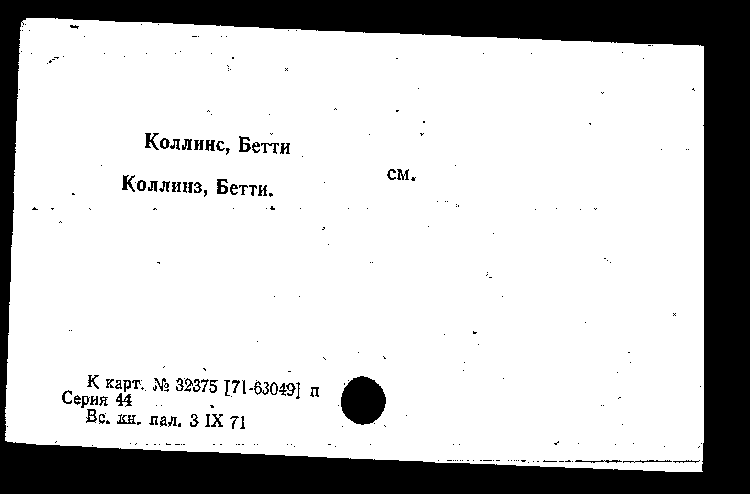 Коллинс, Бетти
см.
Коллинз, Бетти.
К карт. № 32375 [71-63049] п
Серия 44
Вс. кн. пал. 3 IX 71